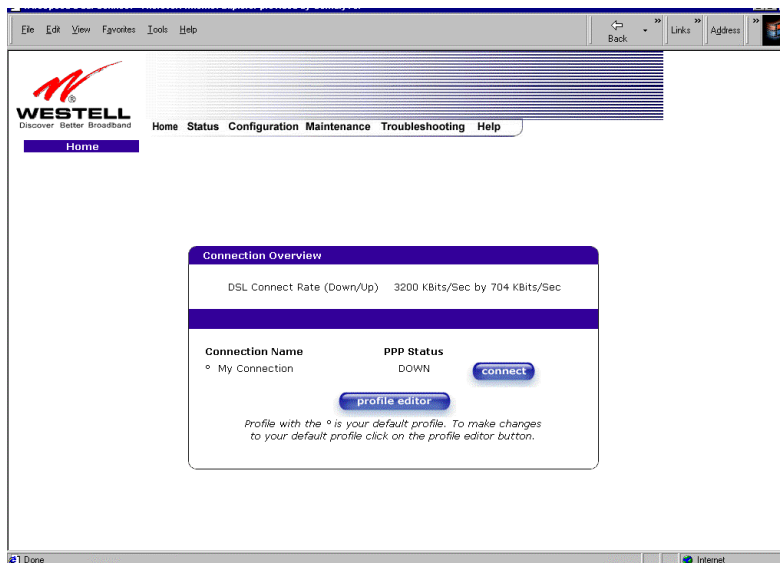 File Edit View Favorites Tools Help
Back
Links
Address
WESTELL
Discover Better Broadband
Home Status Configuration Maintenance Troubleshooting Help
Home
Connection Overview
DSL Connect Rate (Down/Up) 3200 KBits/Sec by 704 KBits/Sec
Connection Name PPP Status
° My Connection DOWN connect
profile editor
Profile with the ° is your default profile. To make changes
to your default profile click on the profile editor button.
Done
Internet